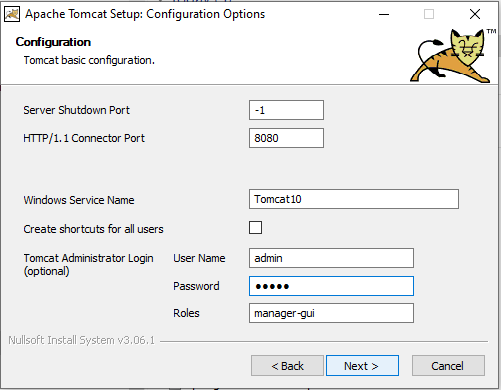 Apache Tomcat Setup: Configuration Options
Configuration
Tomcat basic configuration.
TM
Server Shutdown Port
-1
HTTP/1.1 Connector Port
8080
Windows Service Name
Tomcat10
Create shortcuts for all users
Tomcat Administrator Login
(optional)
User Name
admin
Password
●●●●●
Roles
manager-gui
Nullsoft Install System v3.06.1
< Back
Next >
Cancel